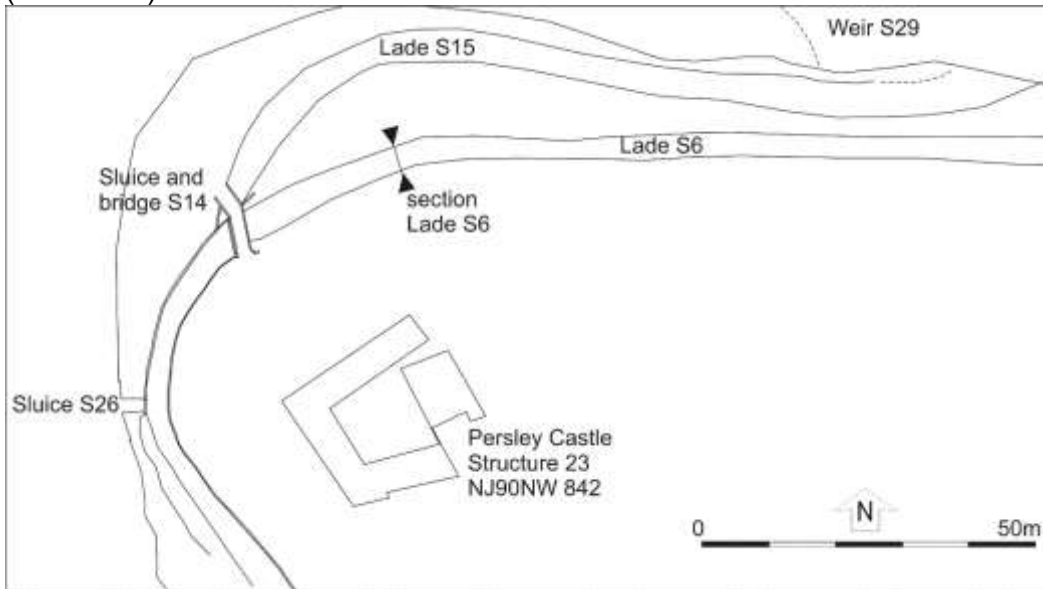 Weir S29
Lade S15
Lade S6
Sluice and
bridge S14
section
Lade S6
Sluice S26
Persley Castle
Structure 23
NJ90NW 842
N
0 50m